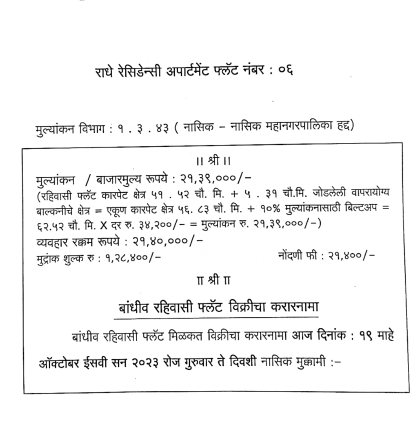 राधे रेसिडेन्सी अपार्टमेंट फ्लॅट नंबर : ०६
मुल्यांकन विभाग : १ . ३ . ४३ ( नासिक – नासिक महानगरपालिका हद्द)
॥ श्री ॥
मुल्यांकन / बाजारमुल्य रूपये : २१,३९,०००/–
(रहिवासी फ्लॅट कारपेट क्षेत्र ५१ . ५२ चौ. मि. + ५ . ३१ चौ.मि. जोडलेली वापरायोग्य
बाल्कनीचे क्षेत्र = एकूण कारपेट क्षेत्र ५६. ८३ चौ. मि. + १०% मुल्यांकनासाठी बिल्टअप =
६२.५२ चौ. मि. X दर रु. ३४,२००/– = मुल्यांकन रु. २१,३९,०००/–)
व्यवहार रक्कम रूपये : २१,४०,०००/–
मुद्रांक शुल्क रु : १,२८,४००/– नोंदणी फी : २१,४००/–
॥ श्री ॥
बांधीव रहिवासी फ्लॅट विक्रीचा करारनामा
बांधीव रहिवासी फ्लॅट मिळकत विक्रीचा करारनामा आज दिनांक : १९ माहे
ऑक्टोबर ईसवी सन २०२३ रोज गुरुवार ते दिवशी नासिक मुक्कामी :–